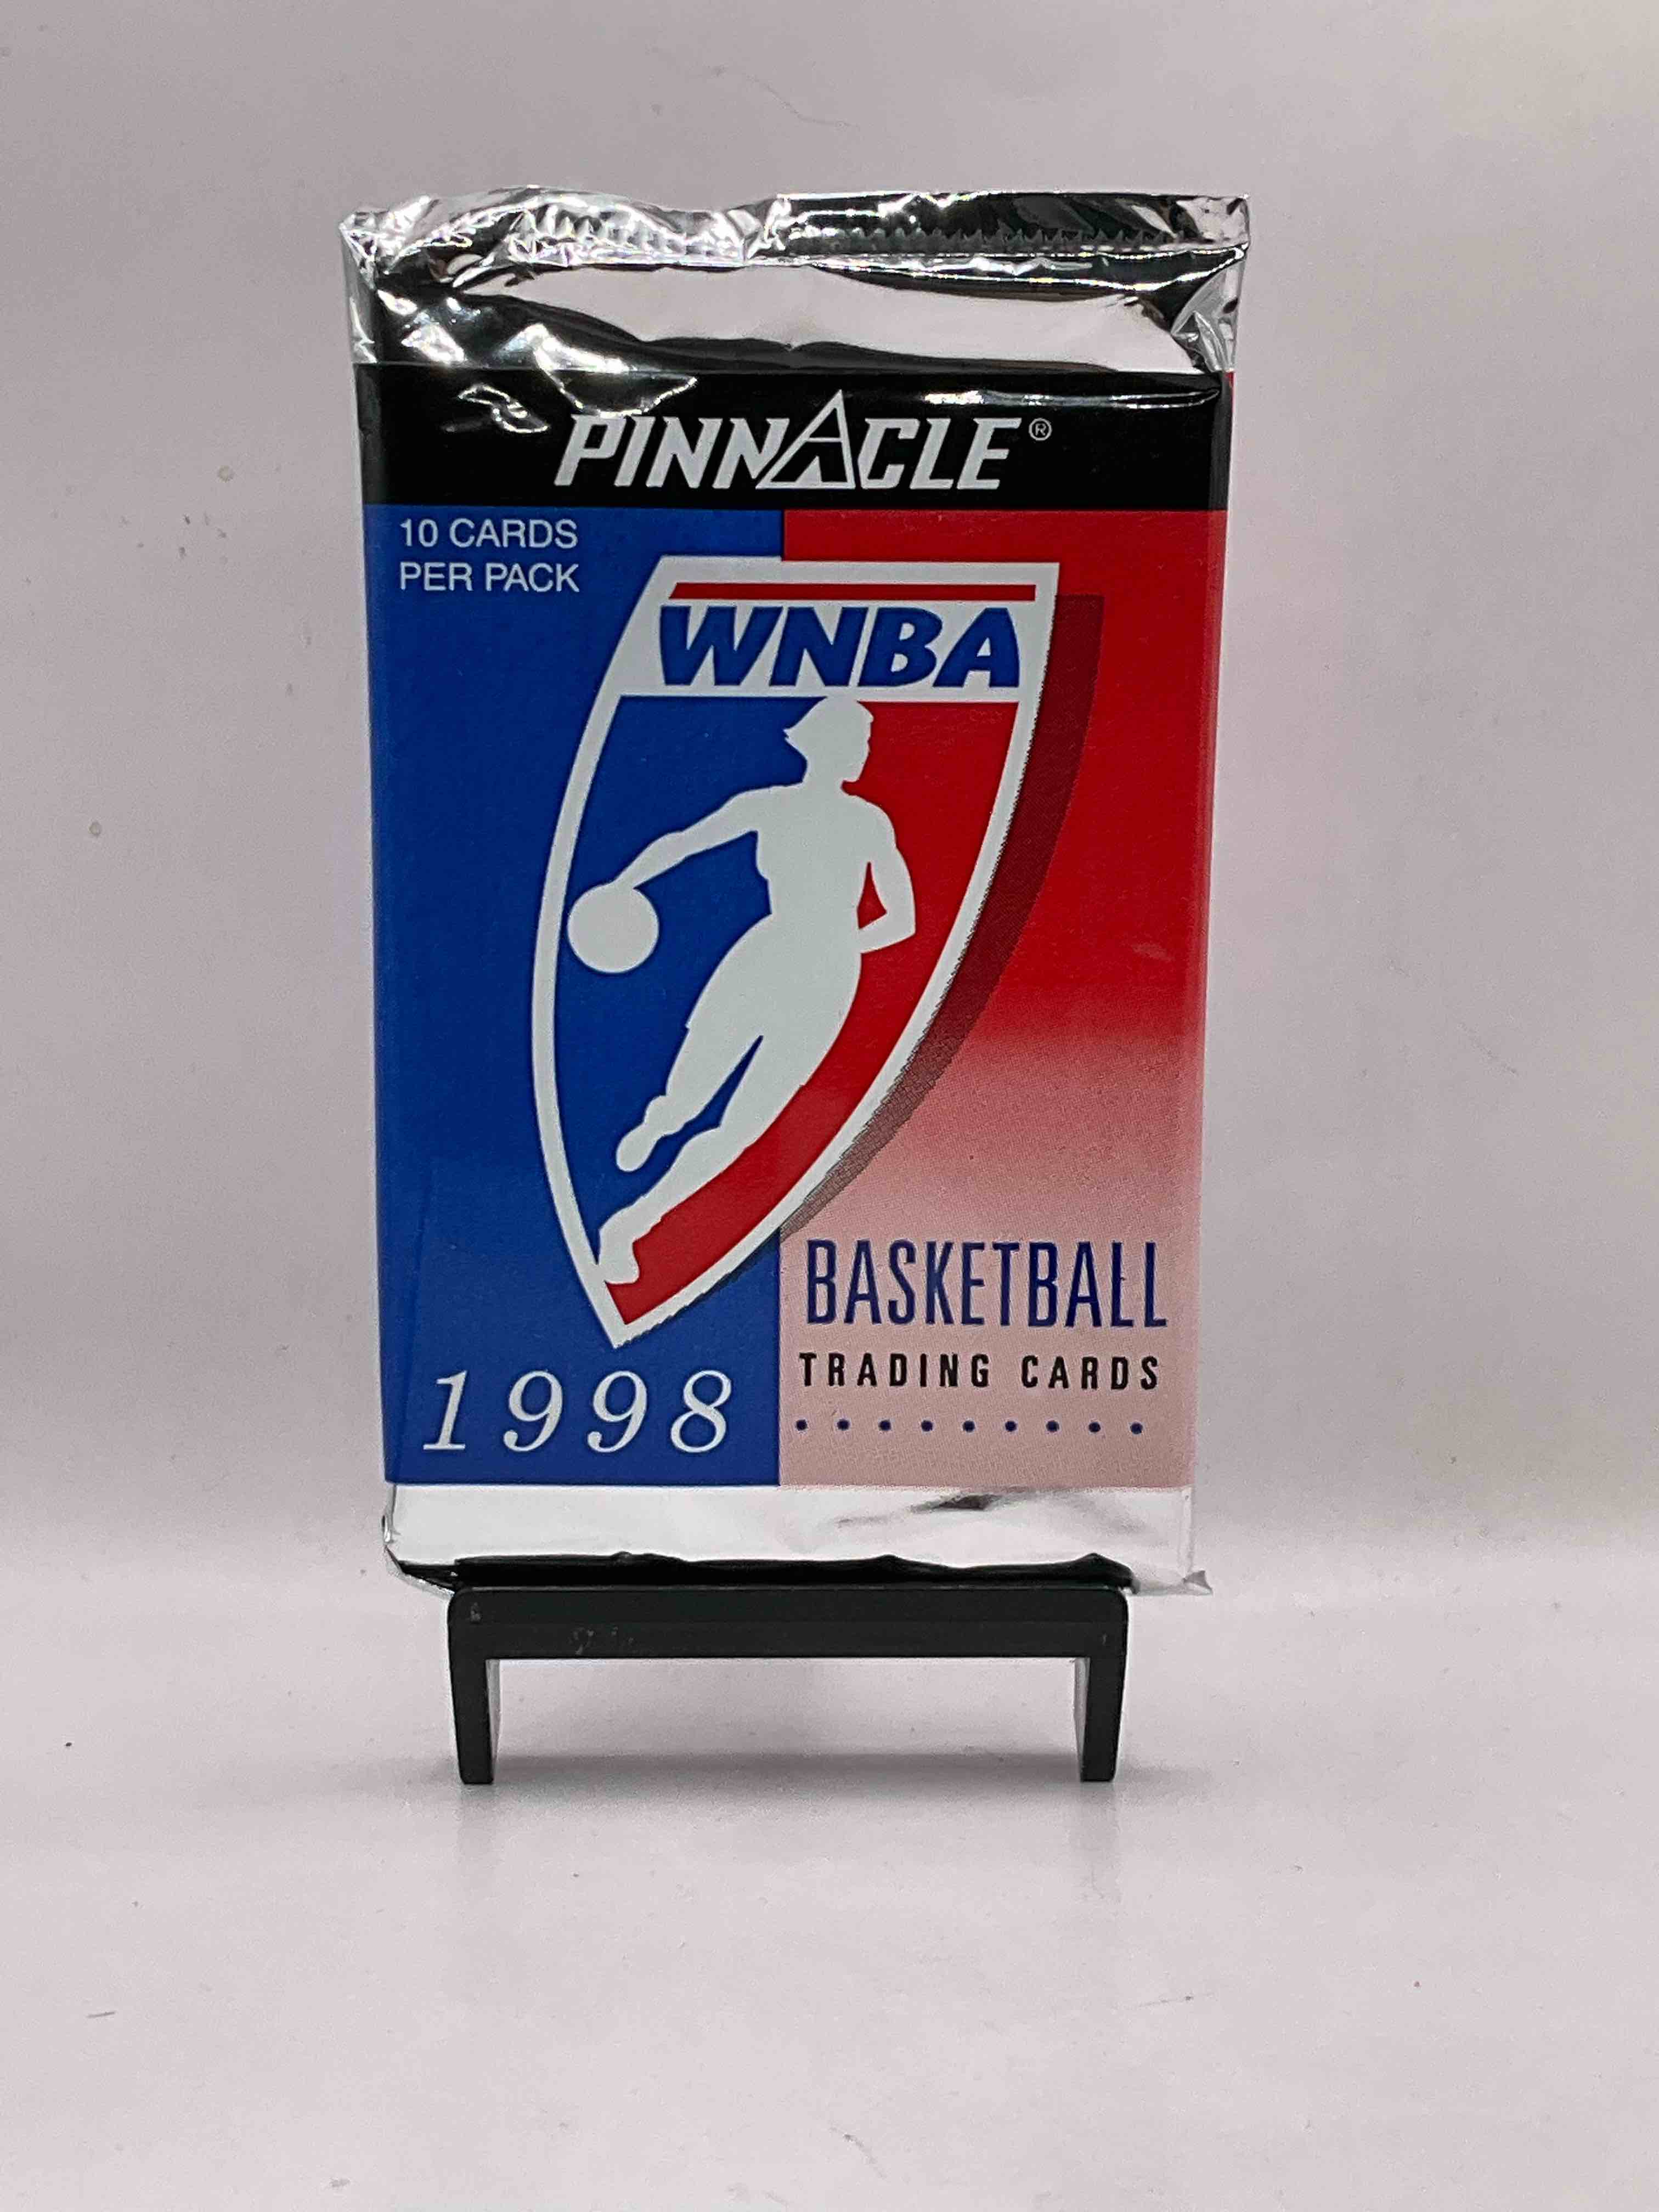 PINNACLE®
10 CARDS
PER PACK
WNBA
BASKETBALL
TRADING CARDS
1998